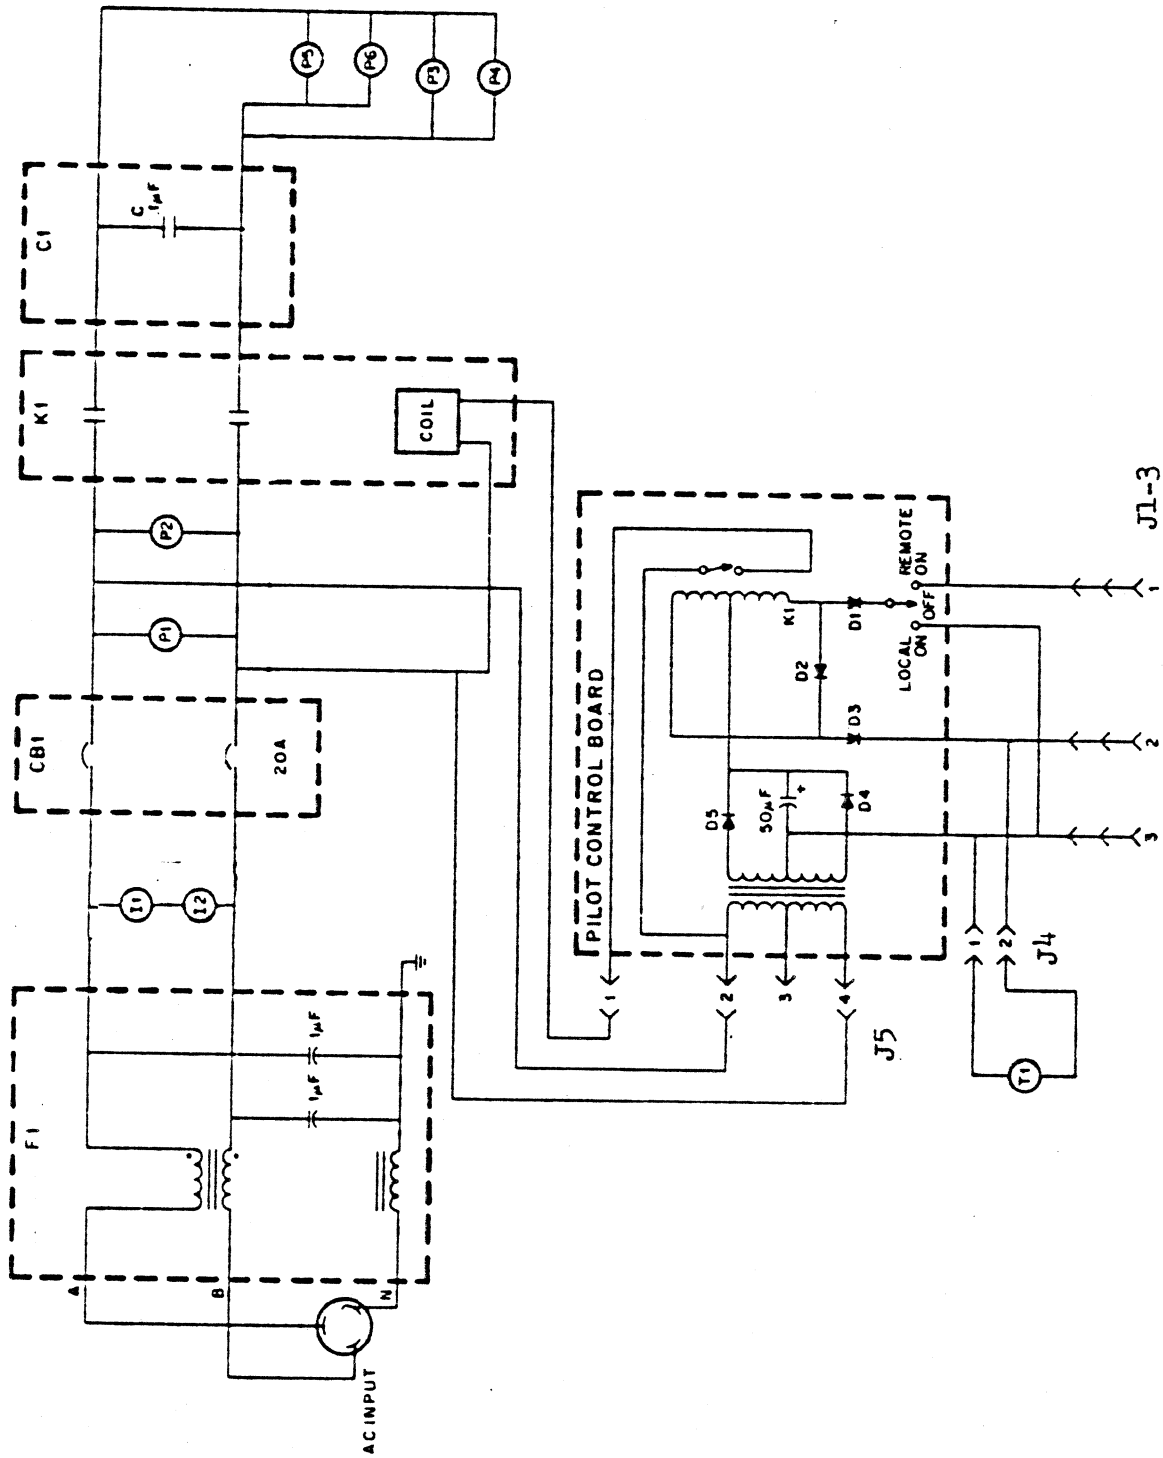 F1
A
B
N
AC INPUT
1µF
1µF
I1
I2
CB1
20A
P1
P2
K1
COIL
C1
C
.1µF
P5
P6
P3
P4
PILOT CONTROL BOARD
1
2
3
4
J5
D5
50µF
+
D4
D3
D2
D1
K1
LOCAL
ON
OFF
REMOTE
ON
1
2
J4
T1
3
2
1
J1-3